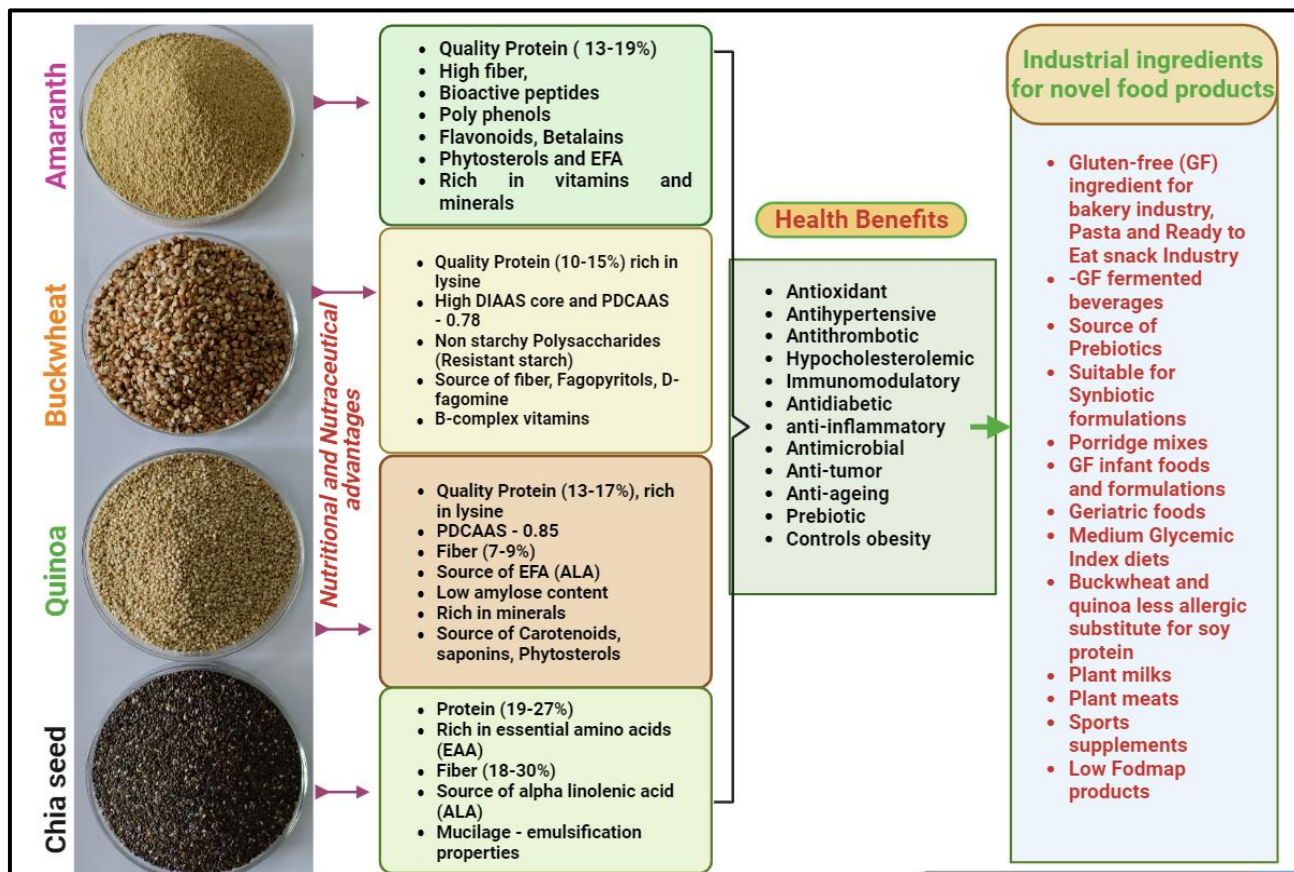 Amaranth
Buckwheat
Quinoa
Chia seed
Nutritional and Nutraceutical
advantages
• Quality Protein ( 13-19%)
• High fiber,
• Bioactive peptides
• Poly phenols
• Flavonoids, Betalains
• Phytosterols and EFA
• Rich in vitamins and
minerals
• Quality Protein (10-15%) rich in
lysine
• High DIAAS core and PDCAAS
- 0.78
• Non starchy Polysaccharides
(Resistant starch)
• Source of fiber, Fagopyritols, D-
fagomine
• B-complex vitamins
• Quality Protein (13-17%), rich
in lysine
• PDCAAS - 0.85
• Fiber (7-9%)
• Source of EFA (ALA)
• Low amylose content
• Rich in minerals
• Source of Carotenoids,
saponins, Phytosterols
• Protein (19-27%)
• Rich in essential amino acids
(EAA)
• Fiber (18-30%)
• Source of alpha linolenic acid
(ALA)
• Mucilage - emulsification
properties
Health Benefits
• Antioxidant
• Antihypertensive
• Antithrombotic
• Hypocholesterolemic
• Immunomodulatory
• Antidiabetic
• anti-inflammatory
• Antimicrobial
• Anti-tumor
• Anti-ageing
• Prebiotic
• Controls obesity
Industrial ingredients
for novel food products
• Gluten-free (GF)
ingredient for
bakery industry,
Pasta and Ready to
Eat snack Industry
• -GF fermented
beverages
• Source of
Prebiotics
• Suitable for
Synbiotic
formulations
• Porridge mixes
• GF infant foods
and formulations
• Geriatric foods
• Medium Glycemic
Index diets
• Buckwheat and
quinoa less allergic
substitute for soy
protein
• Plant milks
• Plant meats
• Sports
supplements
• Low Fodmap
products